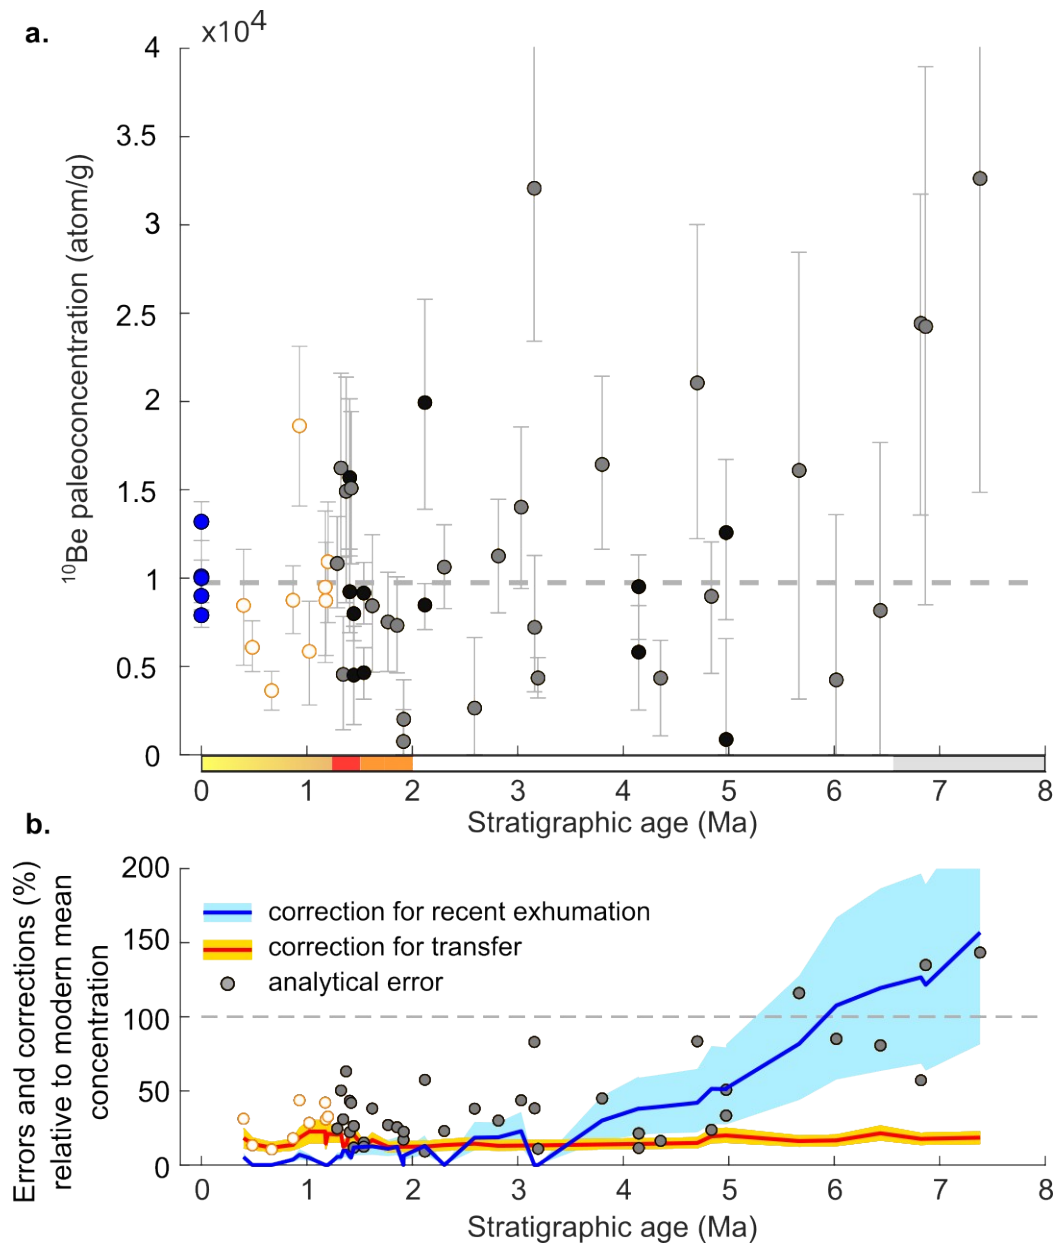 a.
x10⁴
4
3.5
3
2.5
2
1.5
1
0.5
0
¹⁰Be paleoconcentration (atom/g)
0 1 2 3 4 5 6 7 8
Stratigraphic age (Ma)
b.
200
150
100
50
0
Errors and corrections (%)
relative to modern mean
concentration
correction for recent exhumation
correction for transfer
analytical error
0 1 2 3 4 5 6 7 8
Stratigraphic age (Ma)